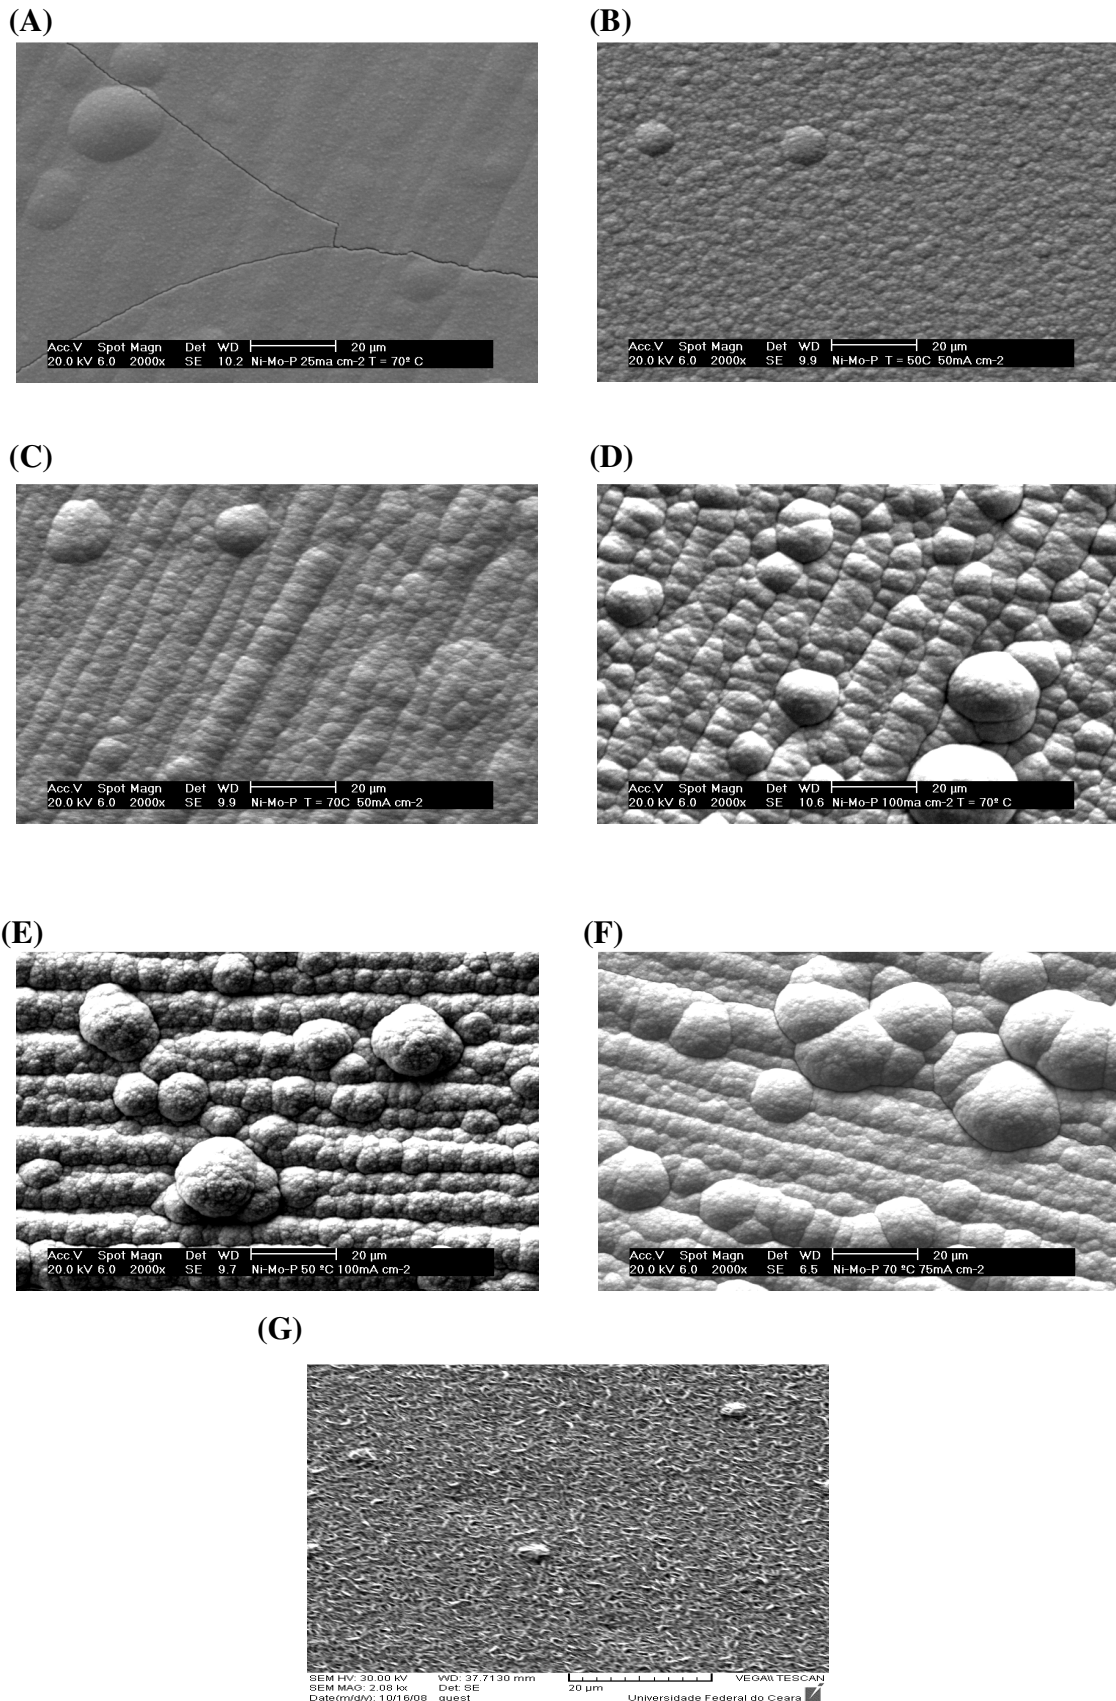 (A)
(B)
Acc.V Spot Magn Det WD 20 µm
20.0 kV 6.0 2000x SE 10.2 Ni-Mo-P 25ma cm-2 T = 70º C
Acc.V Spot Magn Det WD 20 µm
20.0 kV 6.0 2000x SE 9.9 Ni-Mo-P T = 50C 50mA cm-2
(C)
(D)
Acc.V Spot Magn Det WD 20 µm
20.0 kV 6.0 2000x SE 9.9 Ni-Mo-P T = 70C 50mA cm-2
Acc.V Spot Magn Det WD 20 µm
20.0 kV 6.0 2000x SE 10.6 Ni-Mo-P 100ma cm-2 T = 70º C
(E)
(F)
Acc.V Spot Magn Det WD 20 µm
20.0 kV 6.0 2000x SE 9.7 Ni-Mo-P 50 ºC 100mA cm-2
Acc.V Spot Magn Det WD 20 µm
20.0 kV 6.0 2000x SE 6.5 Ni-Mo-P 70 ºC 75mA cm-2
(G)
SEM HV: 30.00 kV WD: 37.7130 mm VEGA\\ TESCAN
SEM MAG: 2.08 kx Det: SE 20 µm
Date(m/d/y): 10/16/08 guest Universidade Federal do Ceara